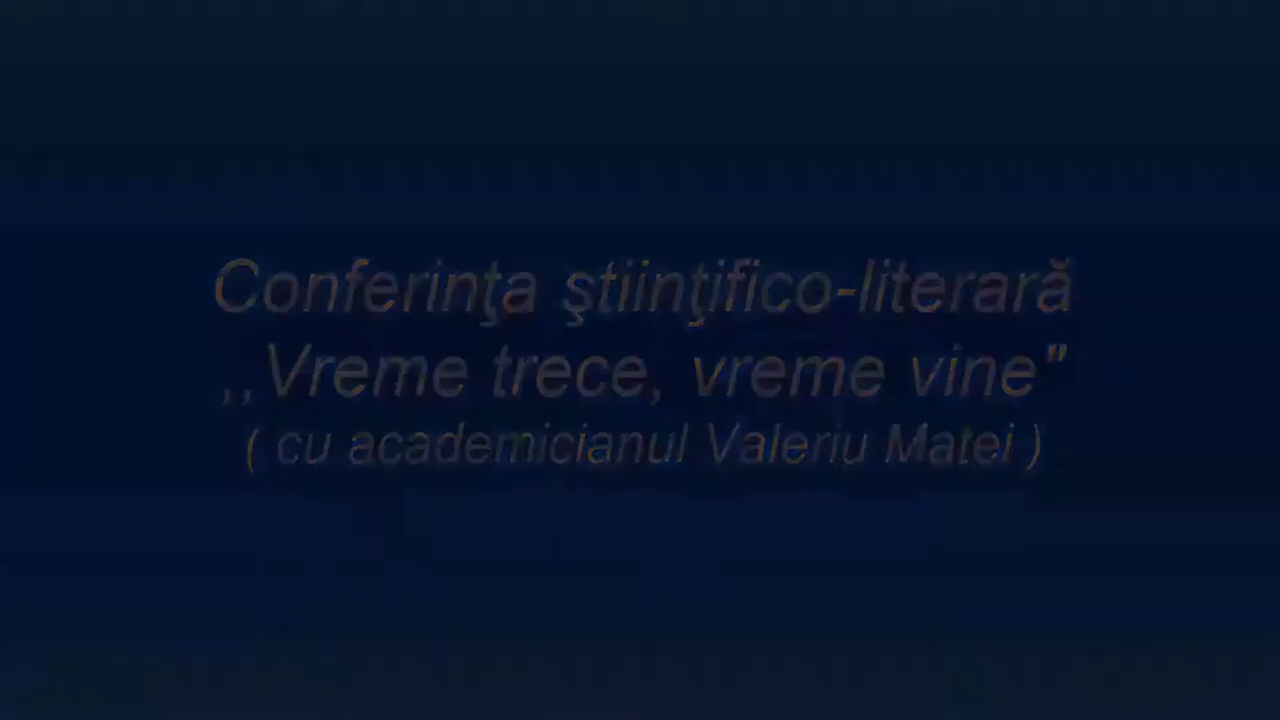 Conferinţa ştiinţifico-literară
,,Vreme trece, vreme vine"
( cu academicianul Valeriu Matei )